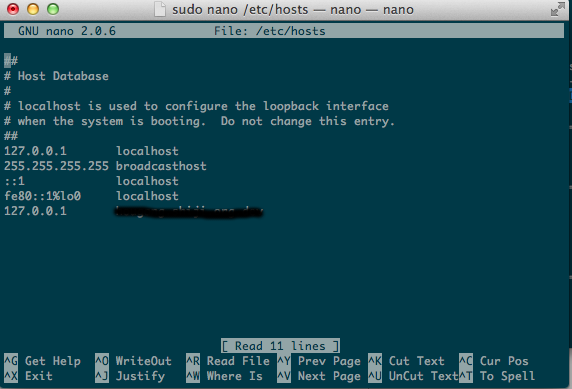 sudo nano /etc/hosts — nano — nano
GNU nano 2.0.6 File: /etc/hosts
##
# Host Database
#
# localhost is used to configure the loopback interface
# when the system is booting.  Do not change this entry.
##
127.0.0.1 localhost
255.255.255.255 broadcasthost
::1 localhost
fe80::1%lo0 localhost
127.0.0.1
[ Read 11 lines ]
^G Get Help ^O WriteOut ^R Read File ^Y Prev Page ^K Cut Text ^C Cur Pos
^X Exit ^J Justify ^W Where Is ^V Next Page ^U UnCut Text ^T To Spell